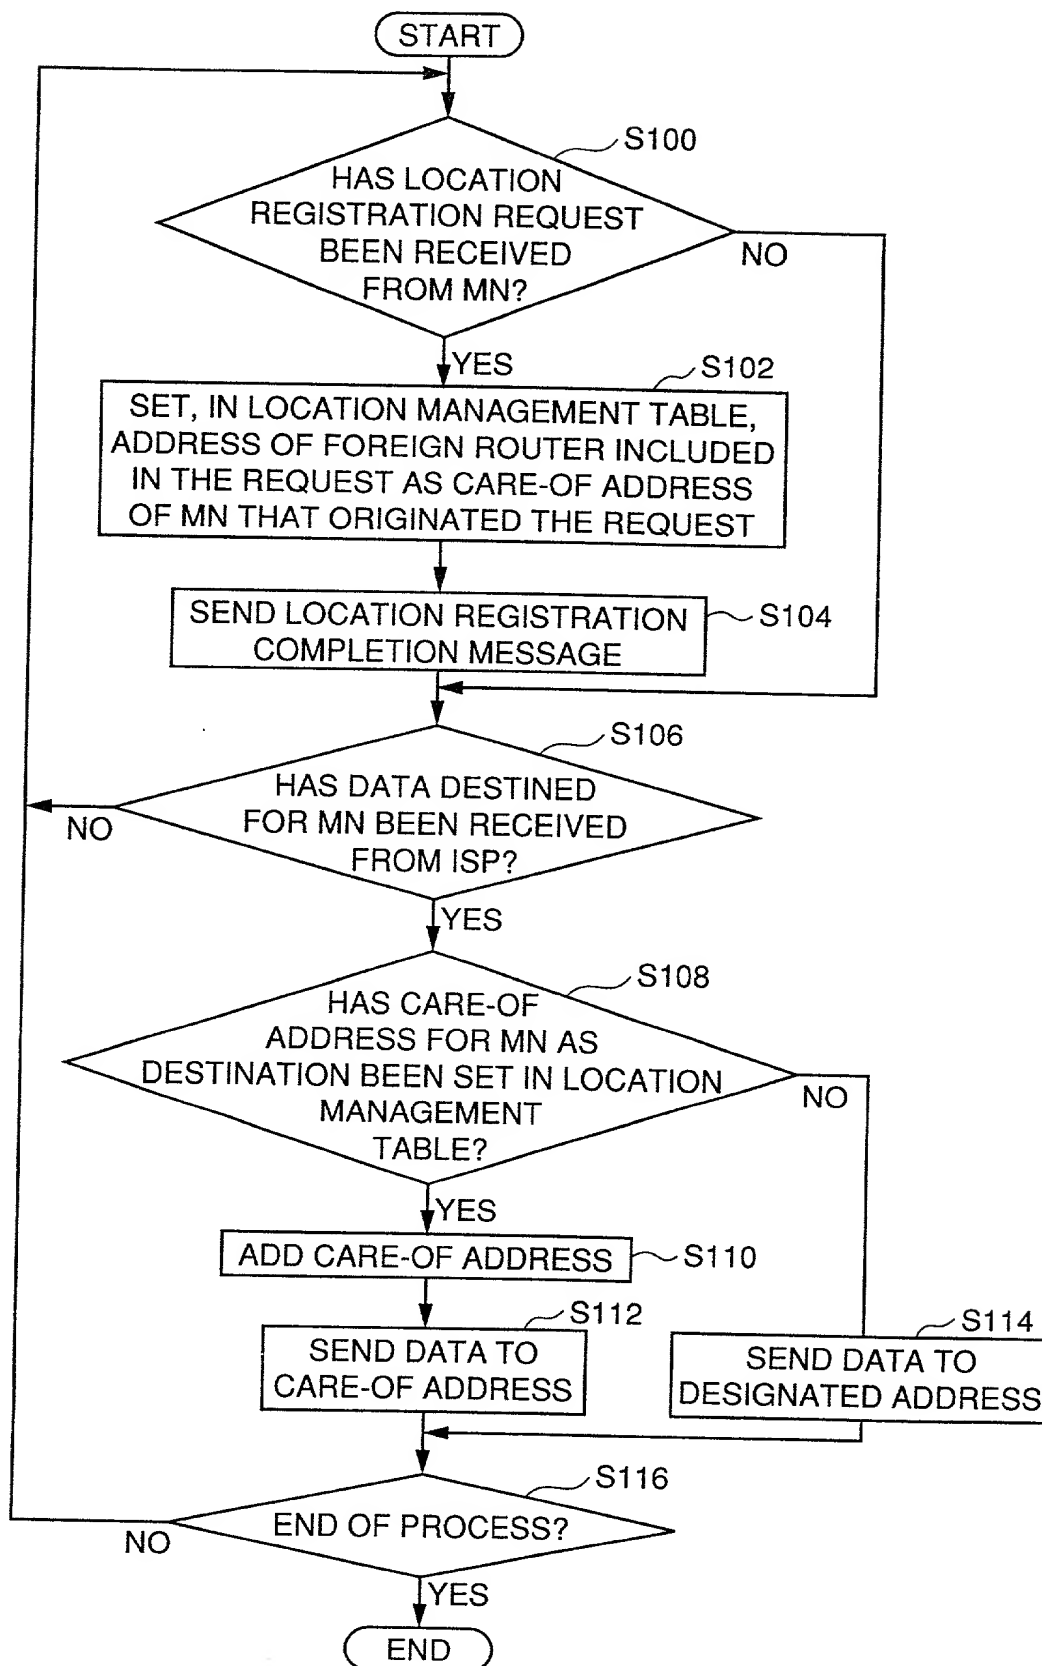 START
S100
HAS LOCATION
REGISTRATION REQUEST
BEEN RECEIVED
FROM MN?
NO
YES
S102
SET, IN LOCATION MANAGEMENT TABLE,
ADDRESS OF FOREIGN ROUTER INCLUDED
IN THE REQUEST AS CARE-OF ADDRESS
OF MN THAT ORIGINATED THE REQUEST
SEND LOCATION REGISTRATION
COMPLETION MESSAGE
S104
S106
HAS DATA DESTINED
FOR MN BEEN RECEIVED
FROM ISP?
NO
YES
S108
HAS CARE-OF
ADDRESS FOR MN AS
DESTINATION BEEN SET IN LOCATION
MANAGEMENT
TABLE?
NO
YES
ADD CARE-OF ADDRESS
S110
S112
SEND DATA TO
CARE-OF ADDRESS
S114
SEND DATA TO
DESIGNATED ADDRESS
S116
END OF PROCESS?
NO
YES
END